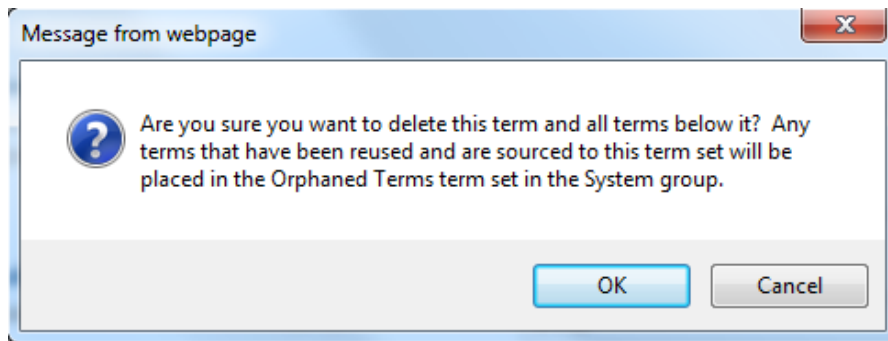 Message from webpage
Are you sure you want to delete this term and all terms below it?  Any
terms that have been reused and are sourced to this term set will be
placed in the Orphaned Terms term set in the System group.
OK
Cancel